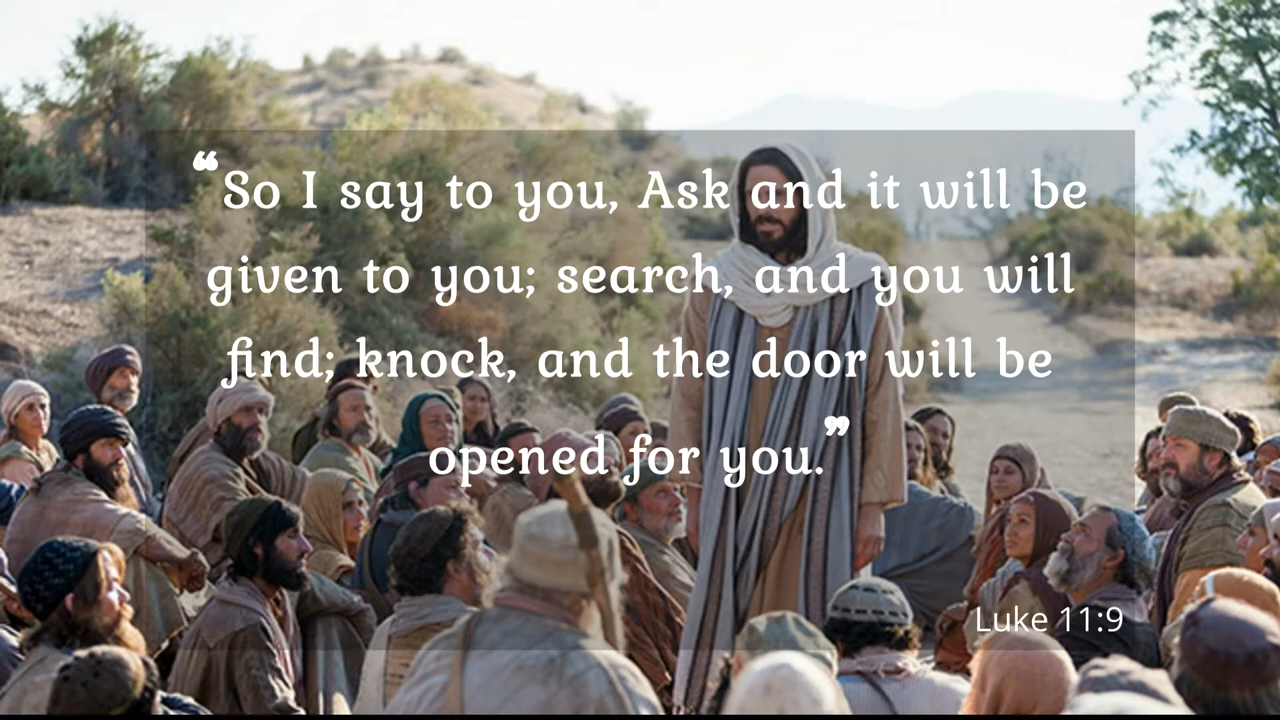 “So I say to you, Ask and it will be
given to you; search, and you will
find; knock, and the door will be
opened for you.”
Luke 11:9